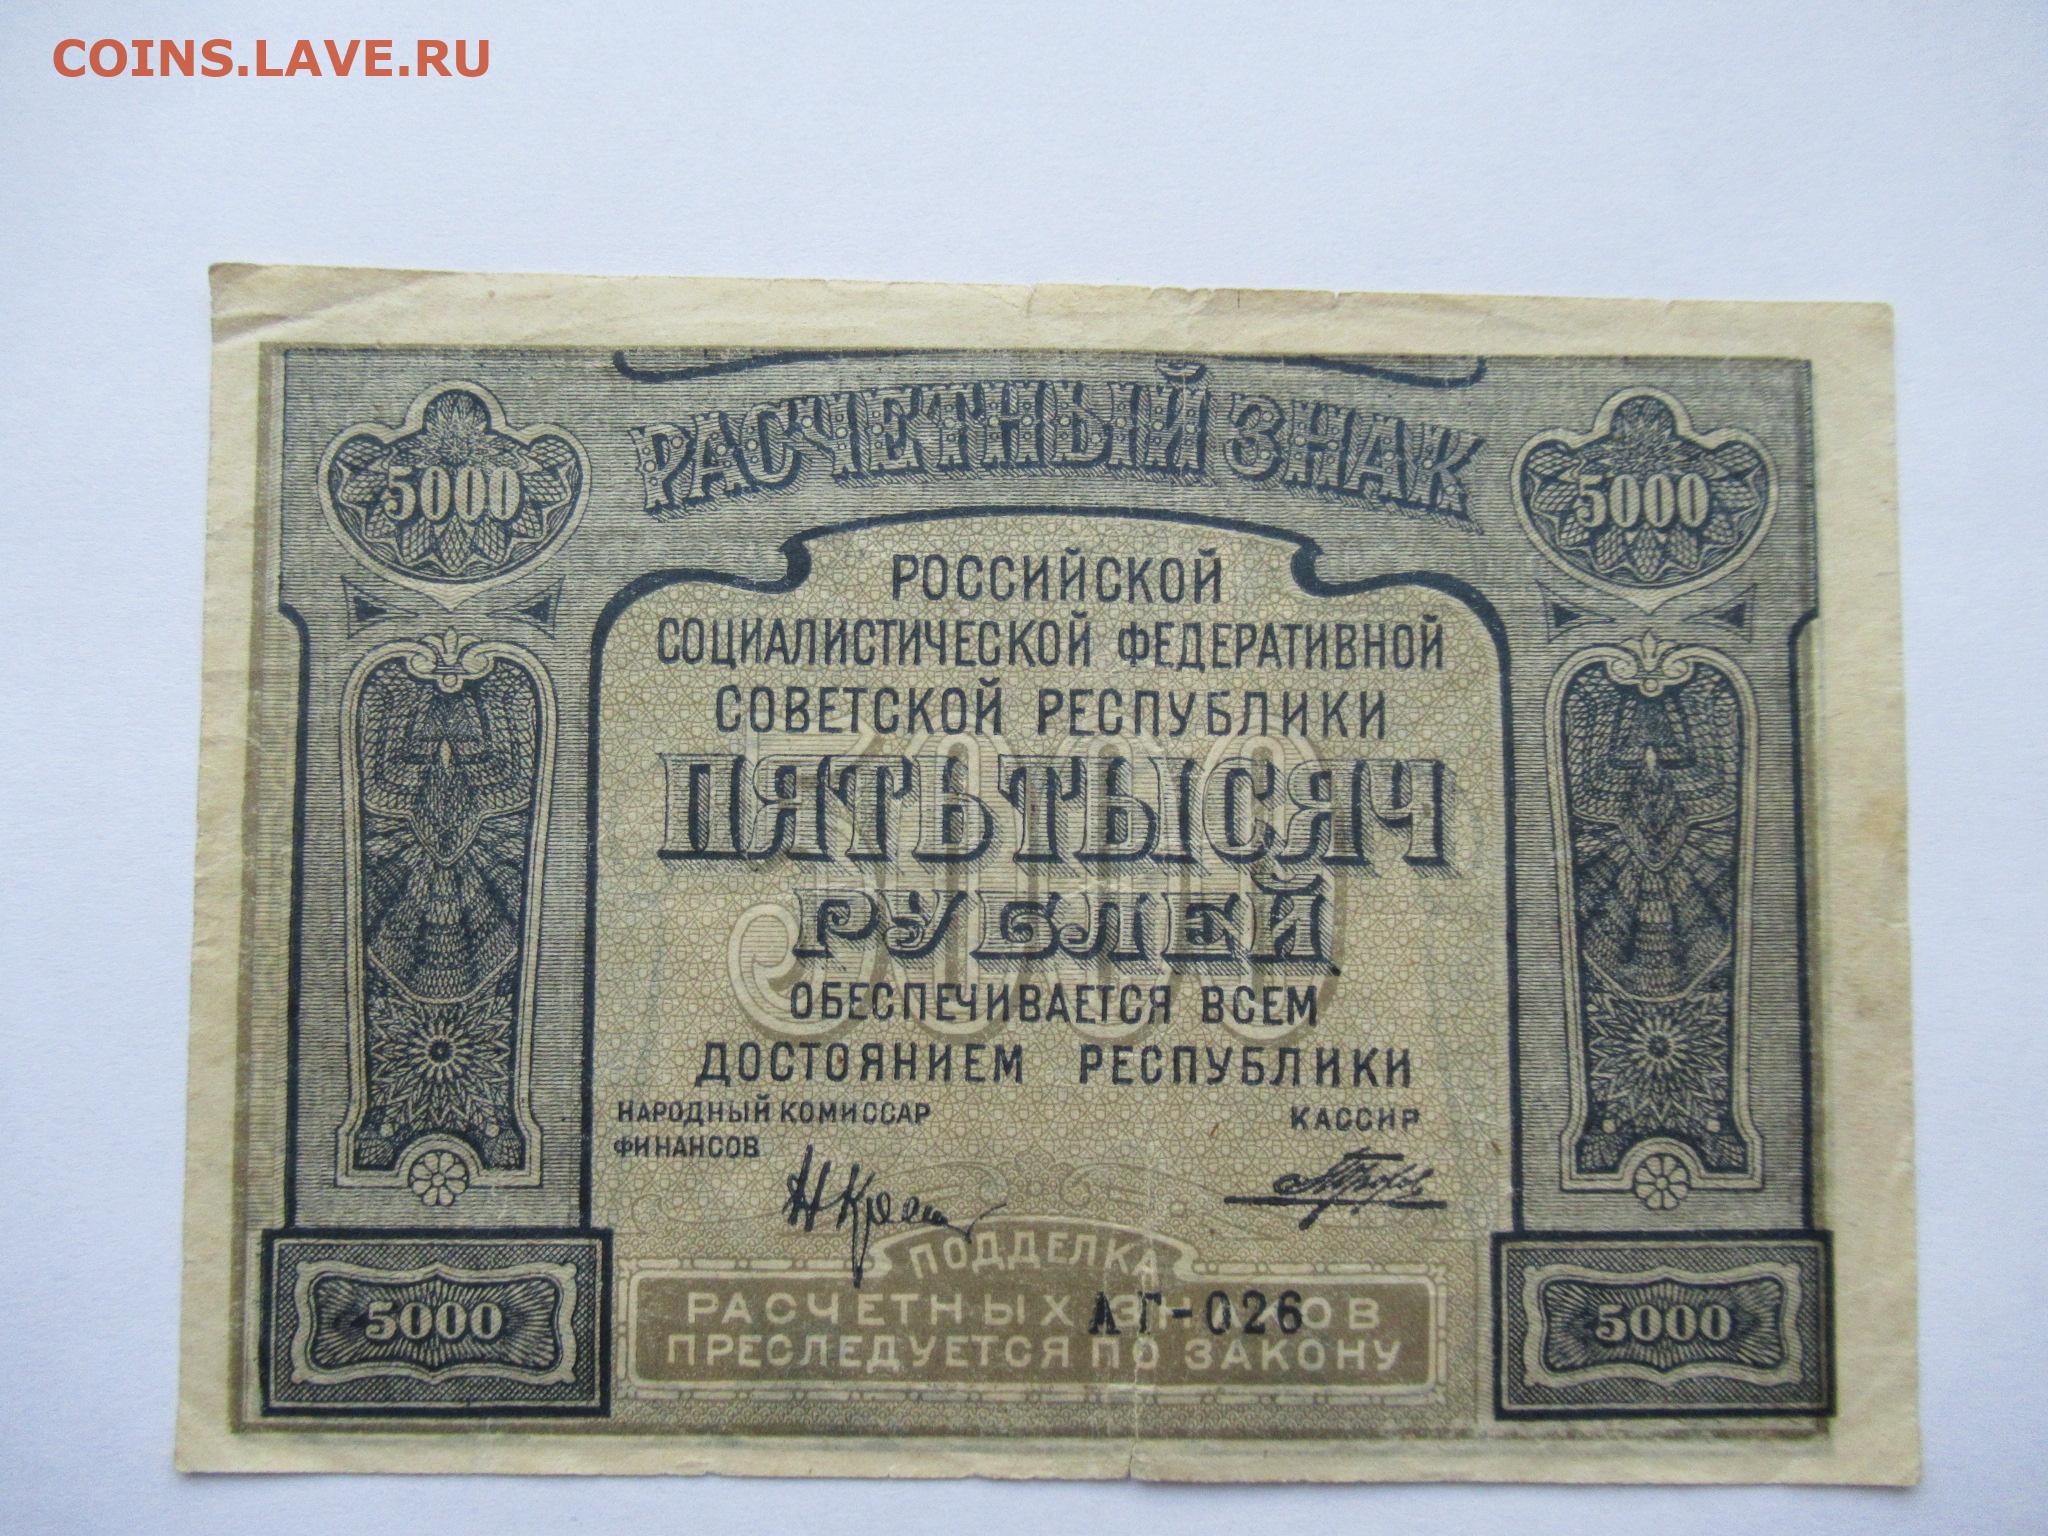 COINS.LAVE.RU
РАСЧЕТНЫЙ ЗНАК
5000
5000
РОССИЙСКОЙ
СОЦИАЛИСТИЧЕСКОЙ ФЕДЕРАТИВНОЙ
СОВЕТСКОЙ РЕСПУБЛИКИ
5000
ПЯТЬ ТЫСЯЧ
РУБЛЕЙ
ОБЕСПЕЧИВАЕТСЯ ВСЕМ
ДОСТОЯНИЕМ РЕСПУБЛИКИ
НАРОДНЫЙ КОМИССАР
ФИНАНСОВ
КАССИР
ПОДДЕЛКА
РАСЧЕТНЫХ ЗНАКОВ
АГ-026
ПРЕСЛЕДУЕТСЯ ПО ЗАКОНУ
5000
5000